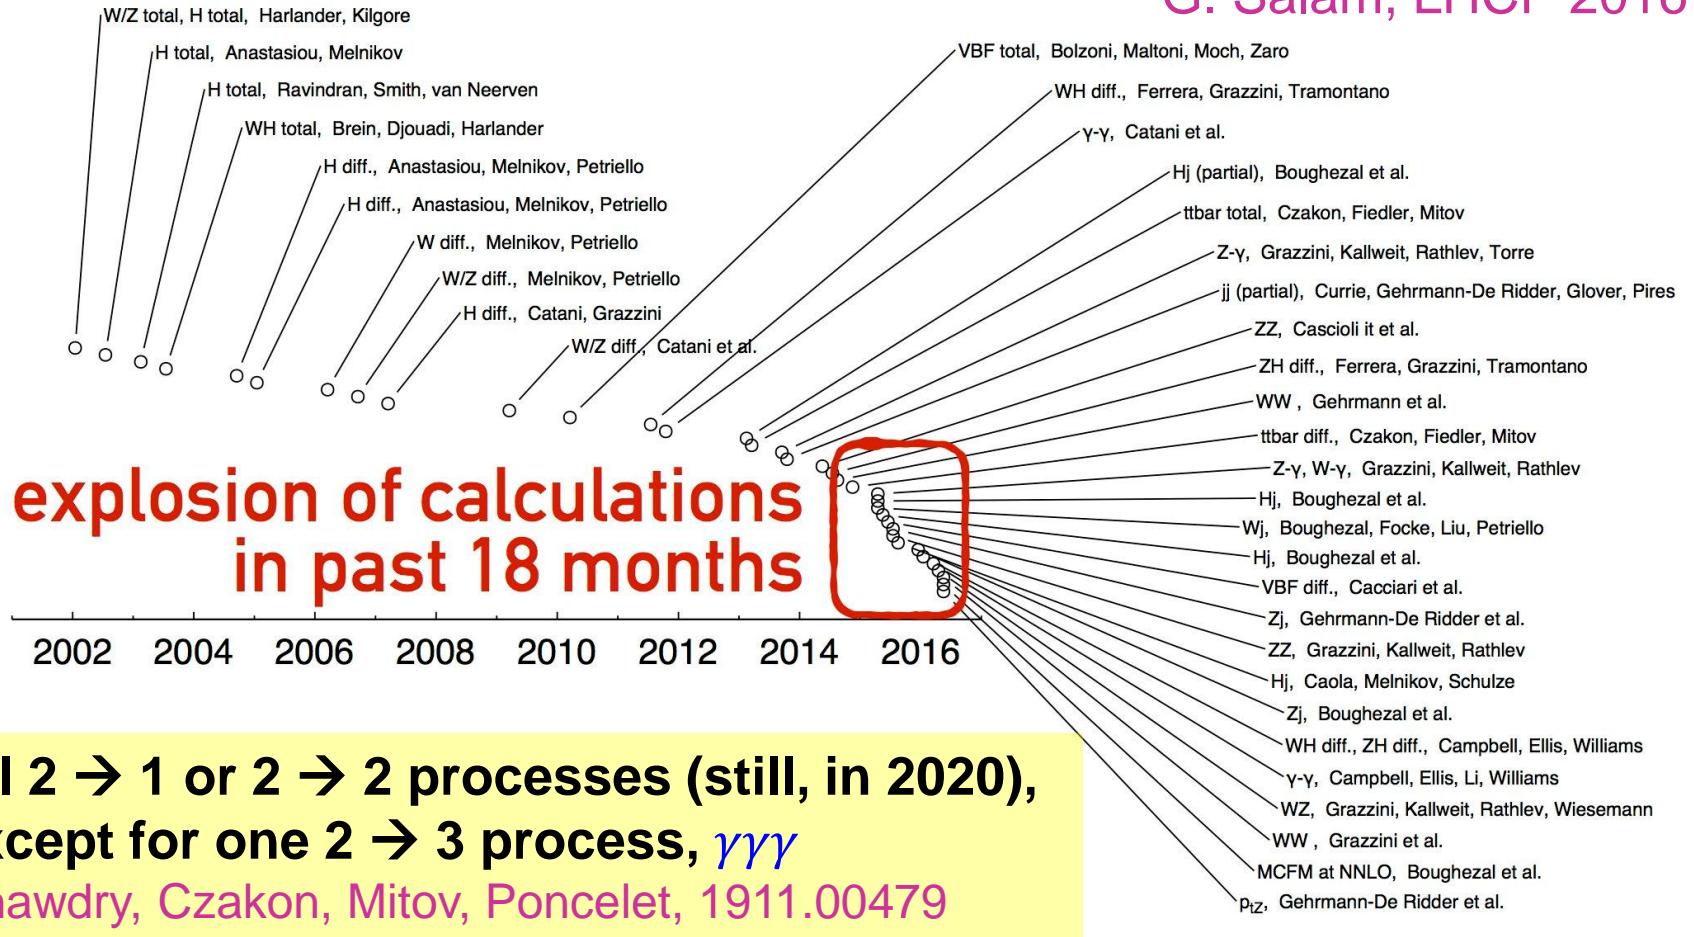 G. Salam, LHCP 2016
W/Z total, H total, Harlander, Kilgore
H total, Anastasiou, Melnikov
H total, Ravindran, Smith, van Neerven
WH total, Brein, Djouadi, Harlander
H diff., Anastasiou, Melnikov, Petriello
H diff., Anastasiou, Melnikov, Petriello
W diff., Melnikov, Petriello
W/Z diff., Melnikov, Petriello
H diff., Catani, Grazzini
W/Z diff., Catani et al.
VBF total, Bolzoni, Maltoni, Moch, Zaro
WH diff., Ferrera, Grazzini, Tramontano
γ-γ, Catani et al.
Hj (partial), Boughezal et al.
ttbar total, Czakon, Fiedler, Mitov
Z-γ, Grazzini, Kallweit, Rathlev, Torre
jj (partial), Currie, Gehrmann-De Ridder, Glover, Pires
ZZ, Cascioli it et al.
ZH diff., Ferrera, Grazzini, Tramontano
WW , Gehrmann et al.
ttbar diff., Czakon, Fiedler, Mitov
Z-γ, W-γ, Grazzini, Kallweit, Rathlev
Hj, Boughezal et al.
Wj, Boughezal, Focke, Liu, Petriello
Hj, Boughezal et al.
VBF diff., Cacciari et al.
Zj, Gehrmann-De Ridder et al.
ZZ, Grazzini, Kallweit, Rathlev
Hj, Caola, Melnikov, Schulze
Zj, Boughezal et al.
WH diff., ZH diff., Campbell, Ellis, Williams
γ-γ, Campbell, Ellis, Li, Williams
WZ, Grazzini, Kallweit, Rathlev, Wiesemann
WW , Grazzini et al.
MCFM at NNLO, Boughezal et al.
ptZ, Gehrmann-De Ridder et al.
explosion of calculations
in past 18 months
2002 2004 2006 2008 2010 2012 2014 2016
l 2 → 1 or 2 → 2 processes (still, in 2020),
cept for one 2 → 3 process, γγγ
hawdry, Czakon, Mitov, Poncelet, 1911.00479